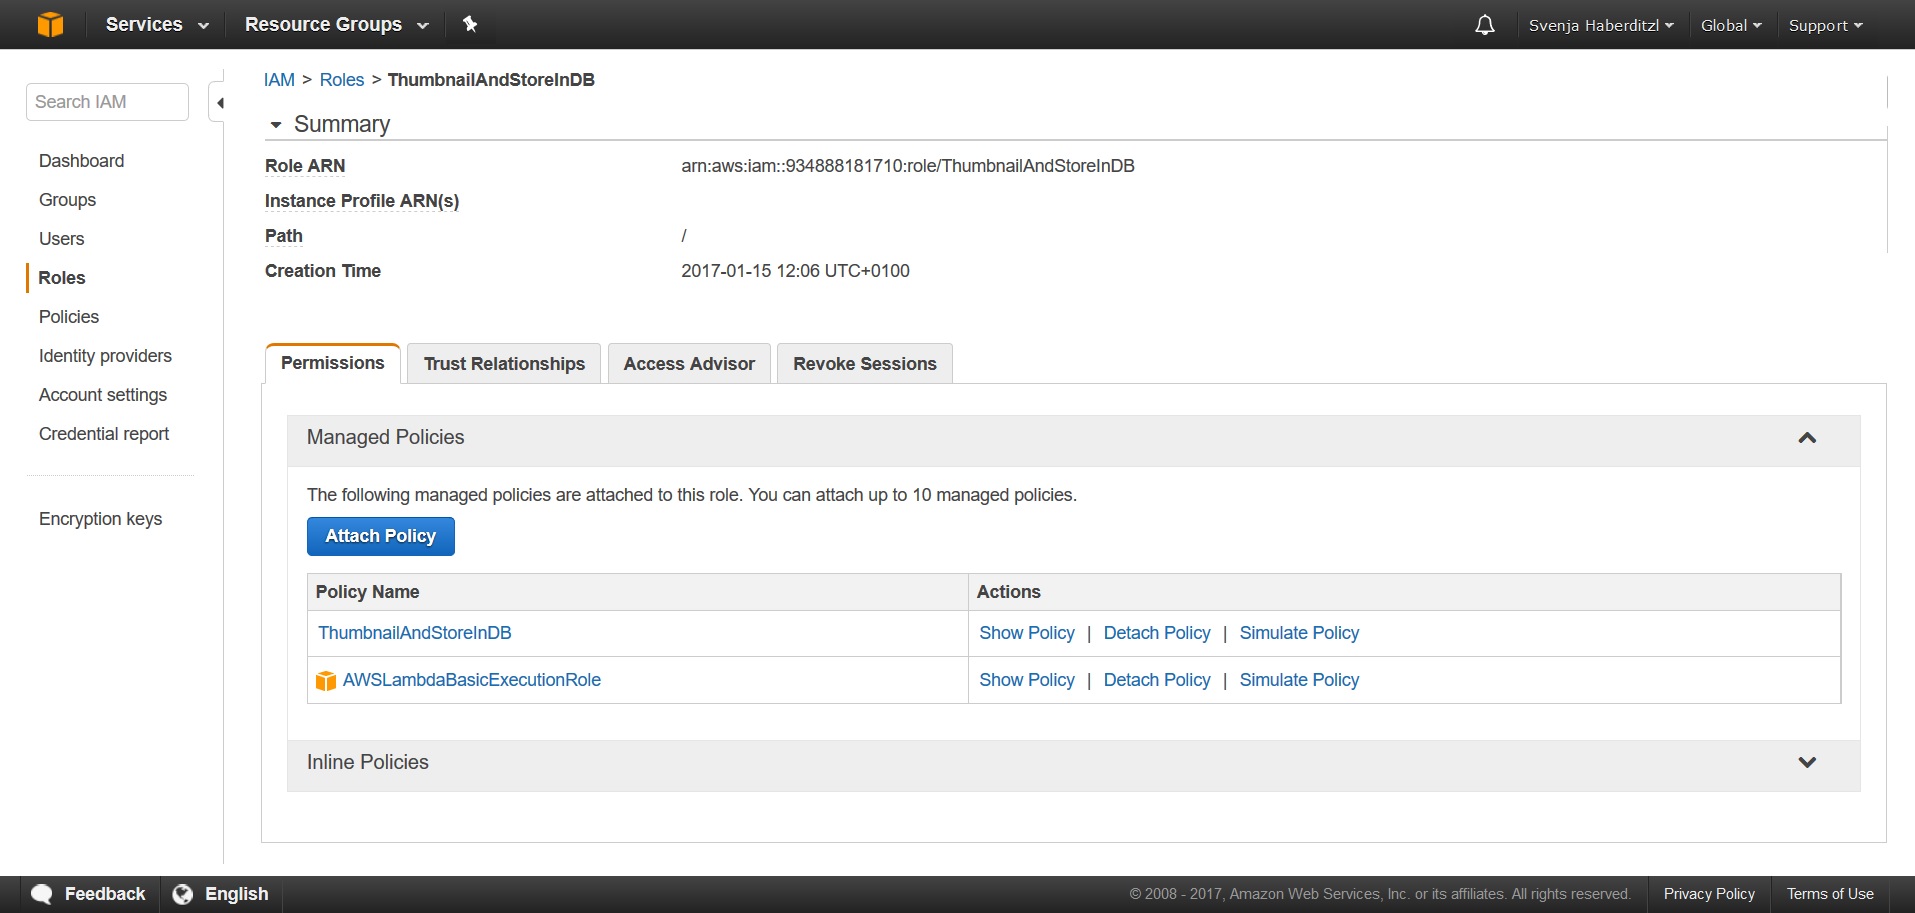 Services Resource Groups Svenja Haberditzl Global Support
Search IAM
Dashboard
Groups
Users
Roles
Policies
Identity providers
Account settings
Credential report
Encryption keys
IAM > Roles > ThumbnailAndStoreInDB
Summary
Role ARN arn:aws:iam::934888181710:role/ThumbnailAndStoreInDB
Instance Profile ARN(s)
Path /
Creation Time 2017-01-15 12:06 UTC+0100
Permissions Trust Relationships Access Advisor Revoke Sessions
Managed Policies
The following managed policies are attached to this role. You can attach up to 10 managed policies.
Attach Policy
Policy Name Actions
ThumbnailAndStoreInDB Show Policy | Detach Policy | Simulate Policy
AWSLambdaBasicExecutionRole Show Policy | Detach Policy | Simulate Policy
Inline Policies
Feedback English © 2008 - 2017, Amazon Web Services, Inc. or its affiliates. All rights reserved. Privacy Policy Terms of Use